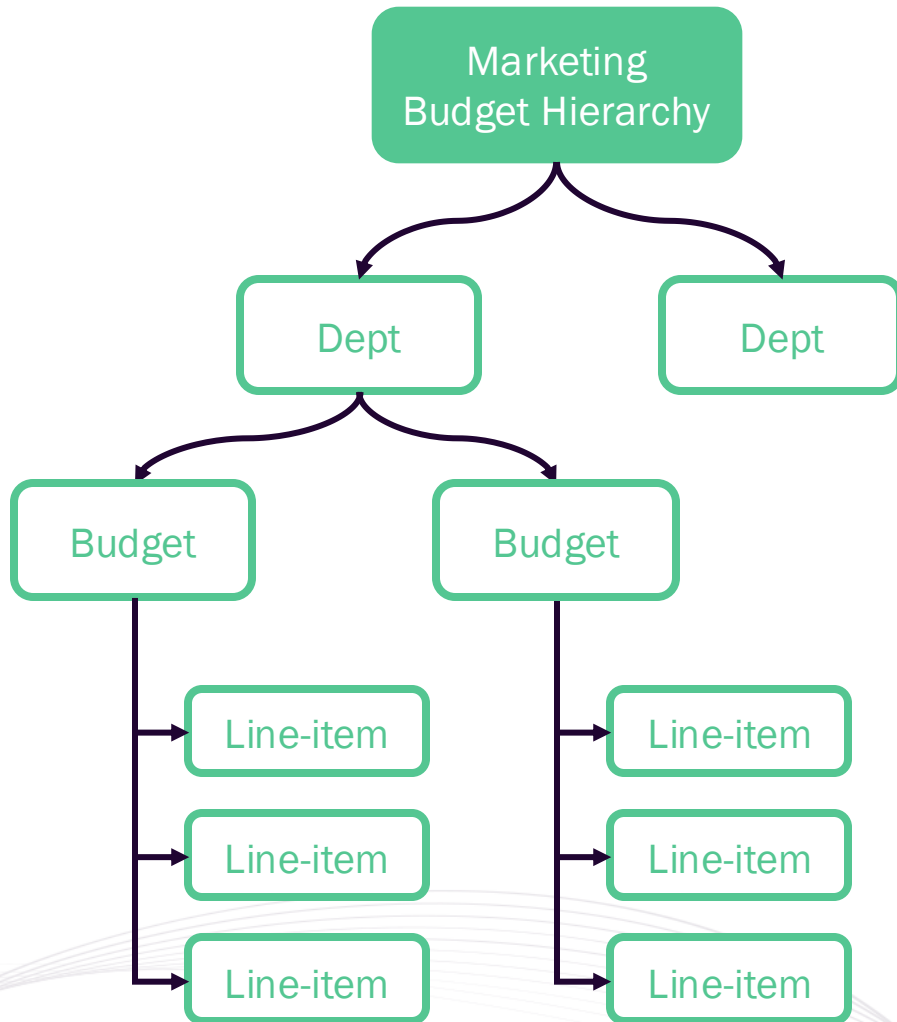 Marketing
Budget Hierarchy
Dept
Dept
Budget
Budget
Line-item
Line-item
Line-item
Line-item
Line-item
Line-item